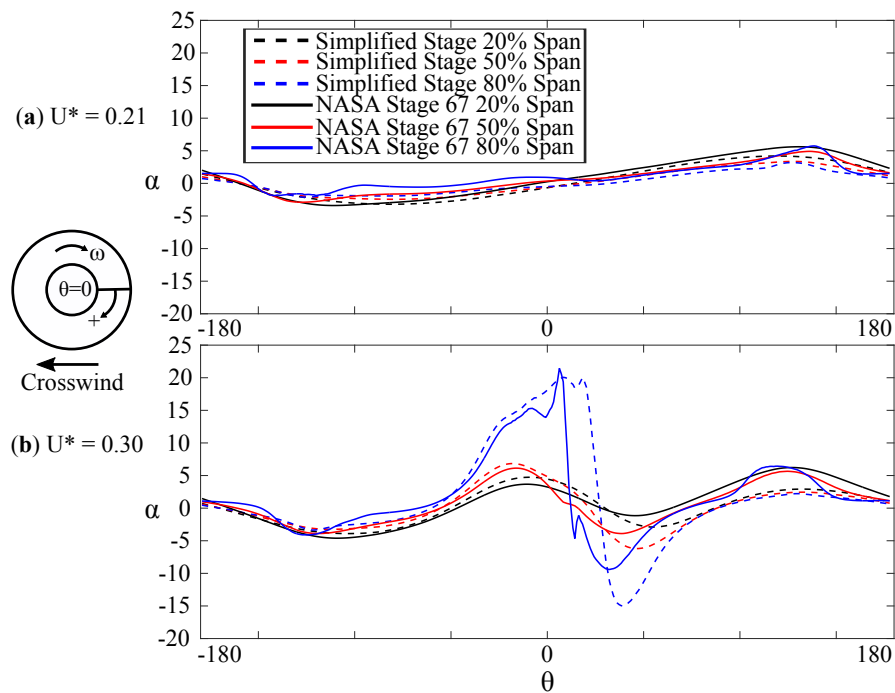 25
20
15
10
5
0
-5
-10
-15
-20
α
(a) U* = 0.21
Simplified Stage 20% Span
Simplified Stage 50% Span
Simplified Stage 80% Span
NASA Stage 67 20% Span
NASA Stage 67 50% Span
NASA Stage 67 80% Span
-180
0
180
ω
θ=0
+
Crosswind
25
20
15
10
5
0
-5
-10
-15
-20
α
(b) U* = 0.30
-180
0
180
θ